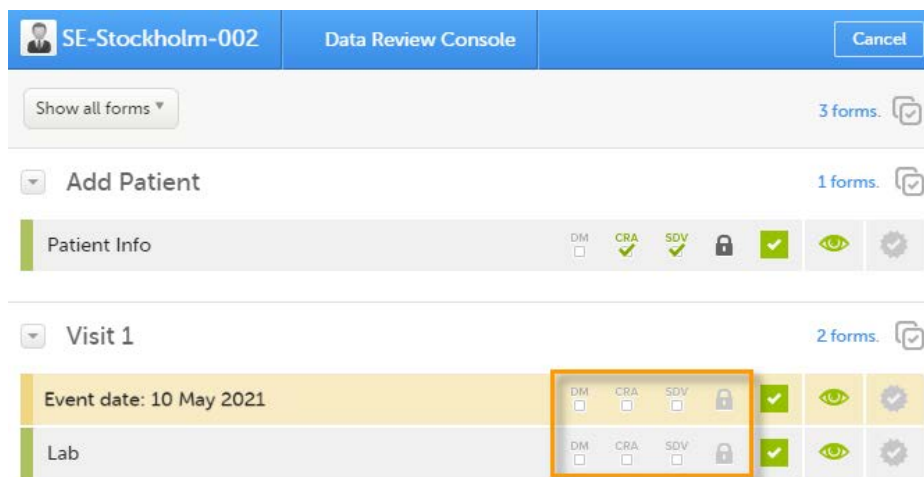 SE-Stockholm-002 Data Review Console Cancel
Show all forms 3 forms.
Add Patient 1 forms.
Patient Info DM CRA SDV
Visit 1 2 forms.
Event date: 10 May 2021 DM CRA SDV
Lab DM CRA SDV